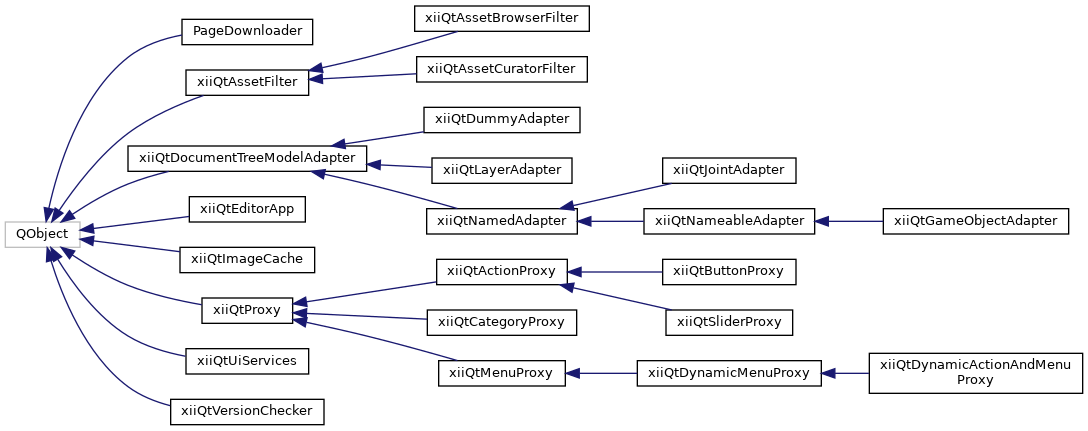 xiiQtAssetBrowserFilter
PageDownloader
xiiQtAssetCuratorFilter
xiiQtAssetFilter
xiiQtDummyAdapter
xiiQtDocumentTreeModelAdapter
xiiQtLayerAdapter
xiiQtJointAdapter
xiiQtEditorApp
xiiQtNamedAdapter
xiiQtNameableAdapter
xiiQtGameObjectAdapter
QObject
xiiQtImageCache
xiiQtActionProxy
xiiQtButtonProxy
xiiQtProxy
xiiQtCategoryProxy
xiiQtSliderProxy
xiiQtUiServices
xiiQtMenuProxy
xiiQtDynamicMenuProxy
xiiQtDynamicActionAndMenu
Proxy
xiiQtVersionChecker